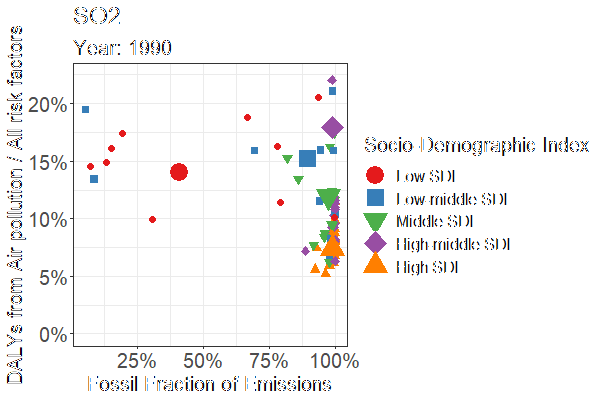 SO2
Year: 1990
DALYs from Air pollution / All risk factors
20%
15%
10%
5%
0%
25% 50% 75% 100%
Fossil Fraction of Emissions
Socio-Demographic Index
Low SDI
Low-middle SDI
Middle SDI
High-middle SDI
High SDI